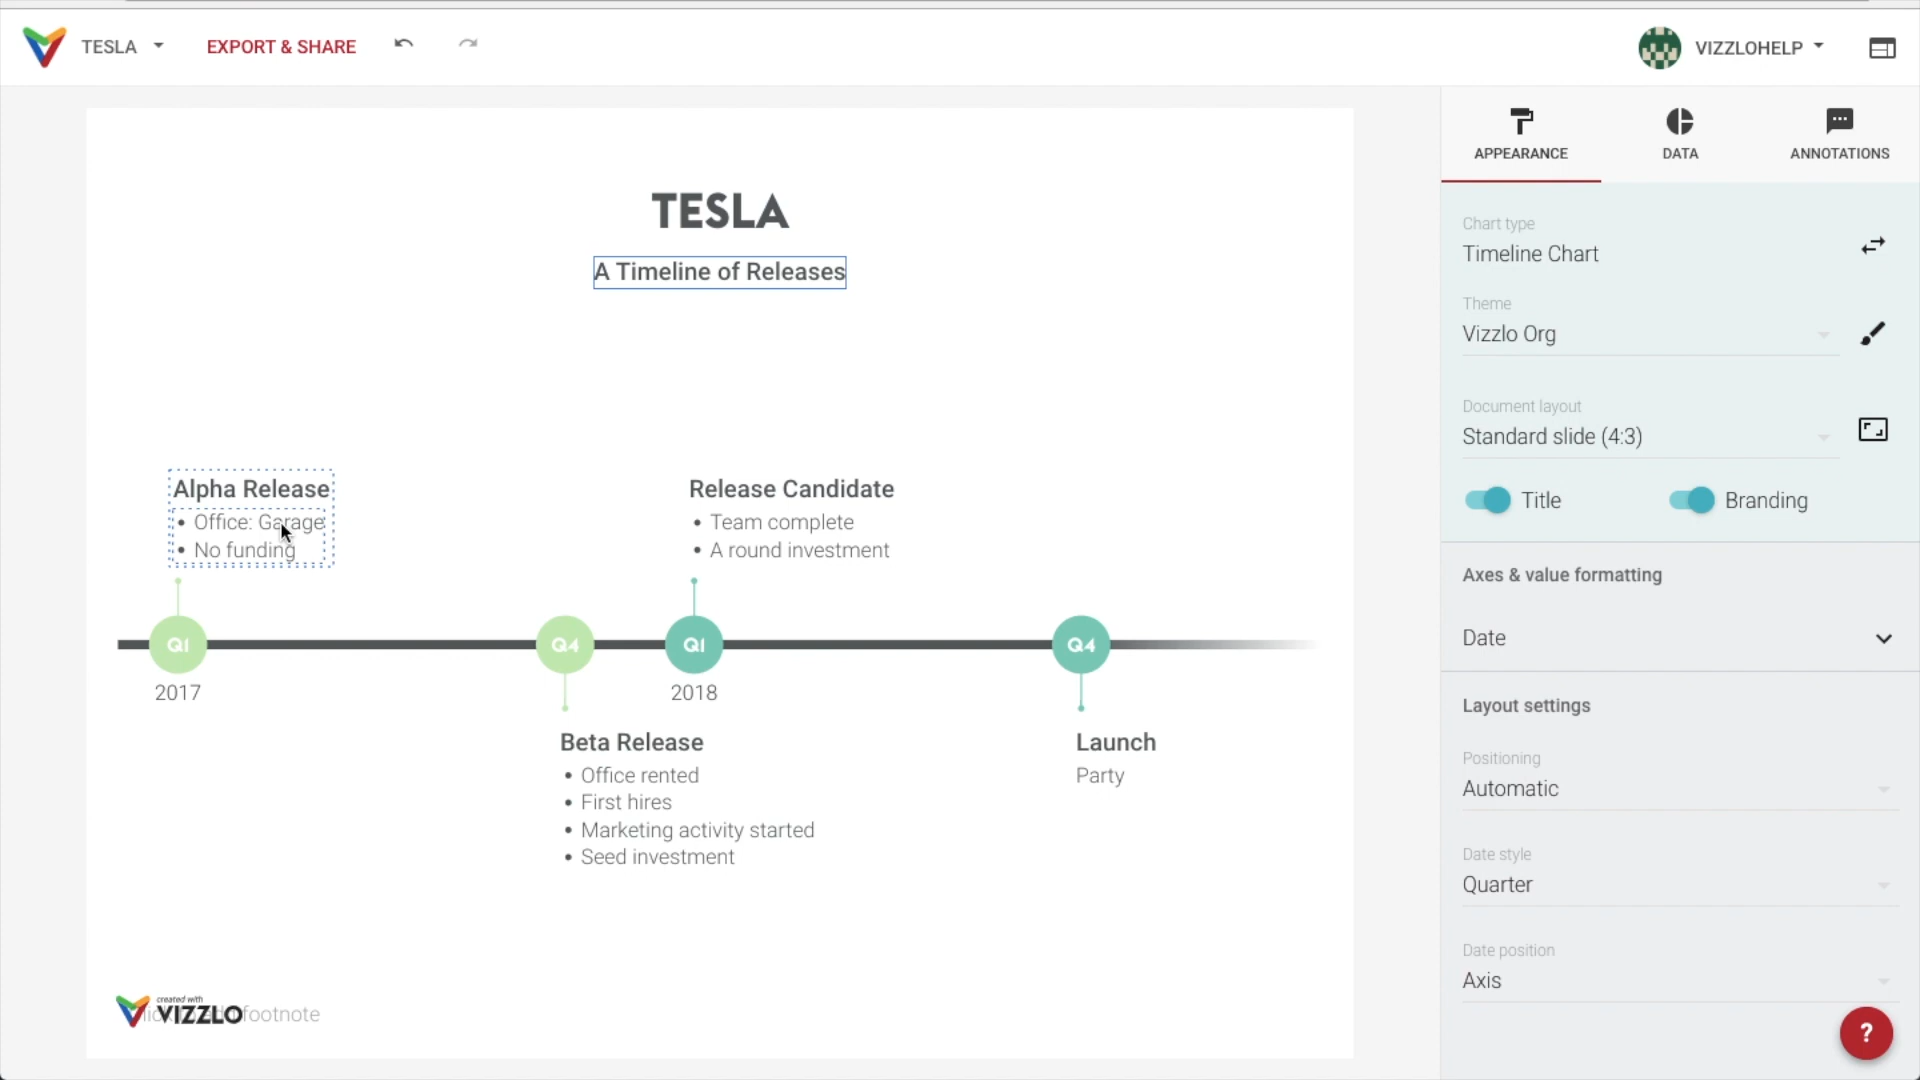 TESLA
EXPORT & SHARE
VIZZLOHELP
APPEARANCE
DATA
ANNOTATIONS
TESLA
A Timeline of Releases
Alpha Release
• Office: Garage
• No funding
Release Candidate
• Team complete
• A round investment
Q1
Q4
Q1
Q4
2017
2018
Beta Release
• Office rented
• First hires
• Marketing activity started
• Seed investment
Launch
Party
created with
VIZZLO
footnote
Chart type
Timeline Chart
Theme
Vizzlo Org
Document layout
Standard slide (4:3)
Title
Branding
Axes & value formatting
Date
Layout settings
Positioning
Automatic
Date style
Quarter
Date position
Axis
?